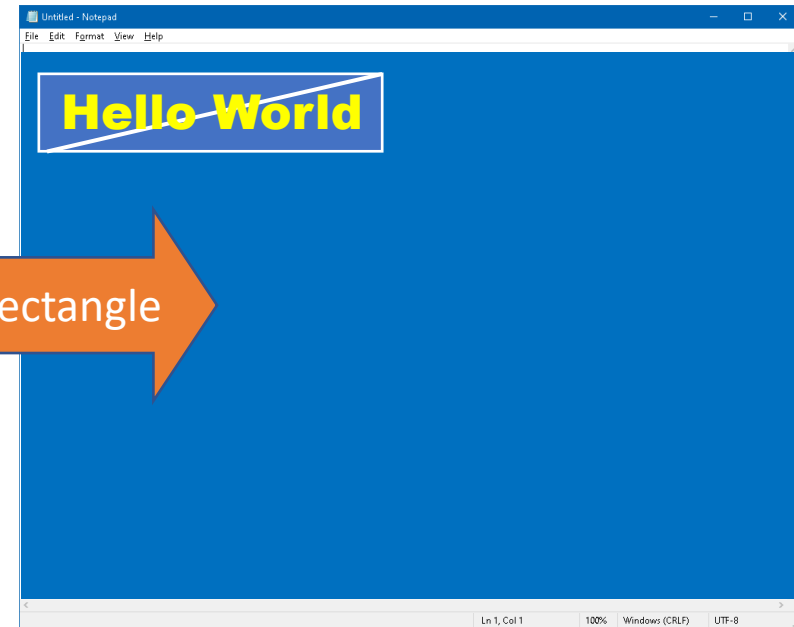 Untitled - Notepad
File Edit Format View Help
Hello World
ectangle
Ln 1, Col 1 100% Windows (CRLF) UTF-8